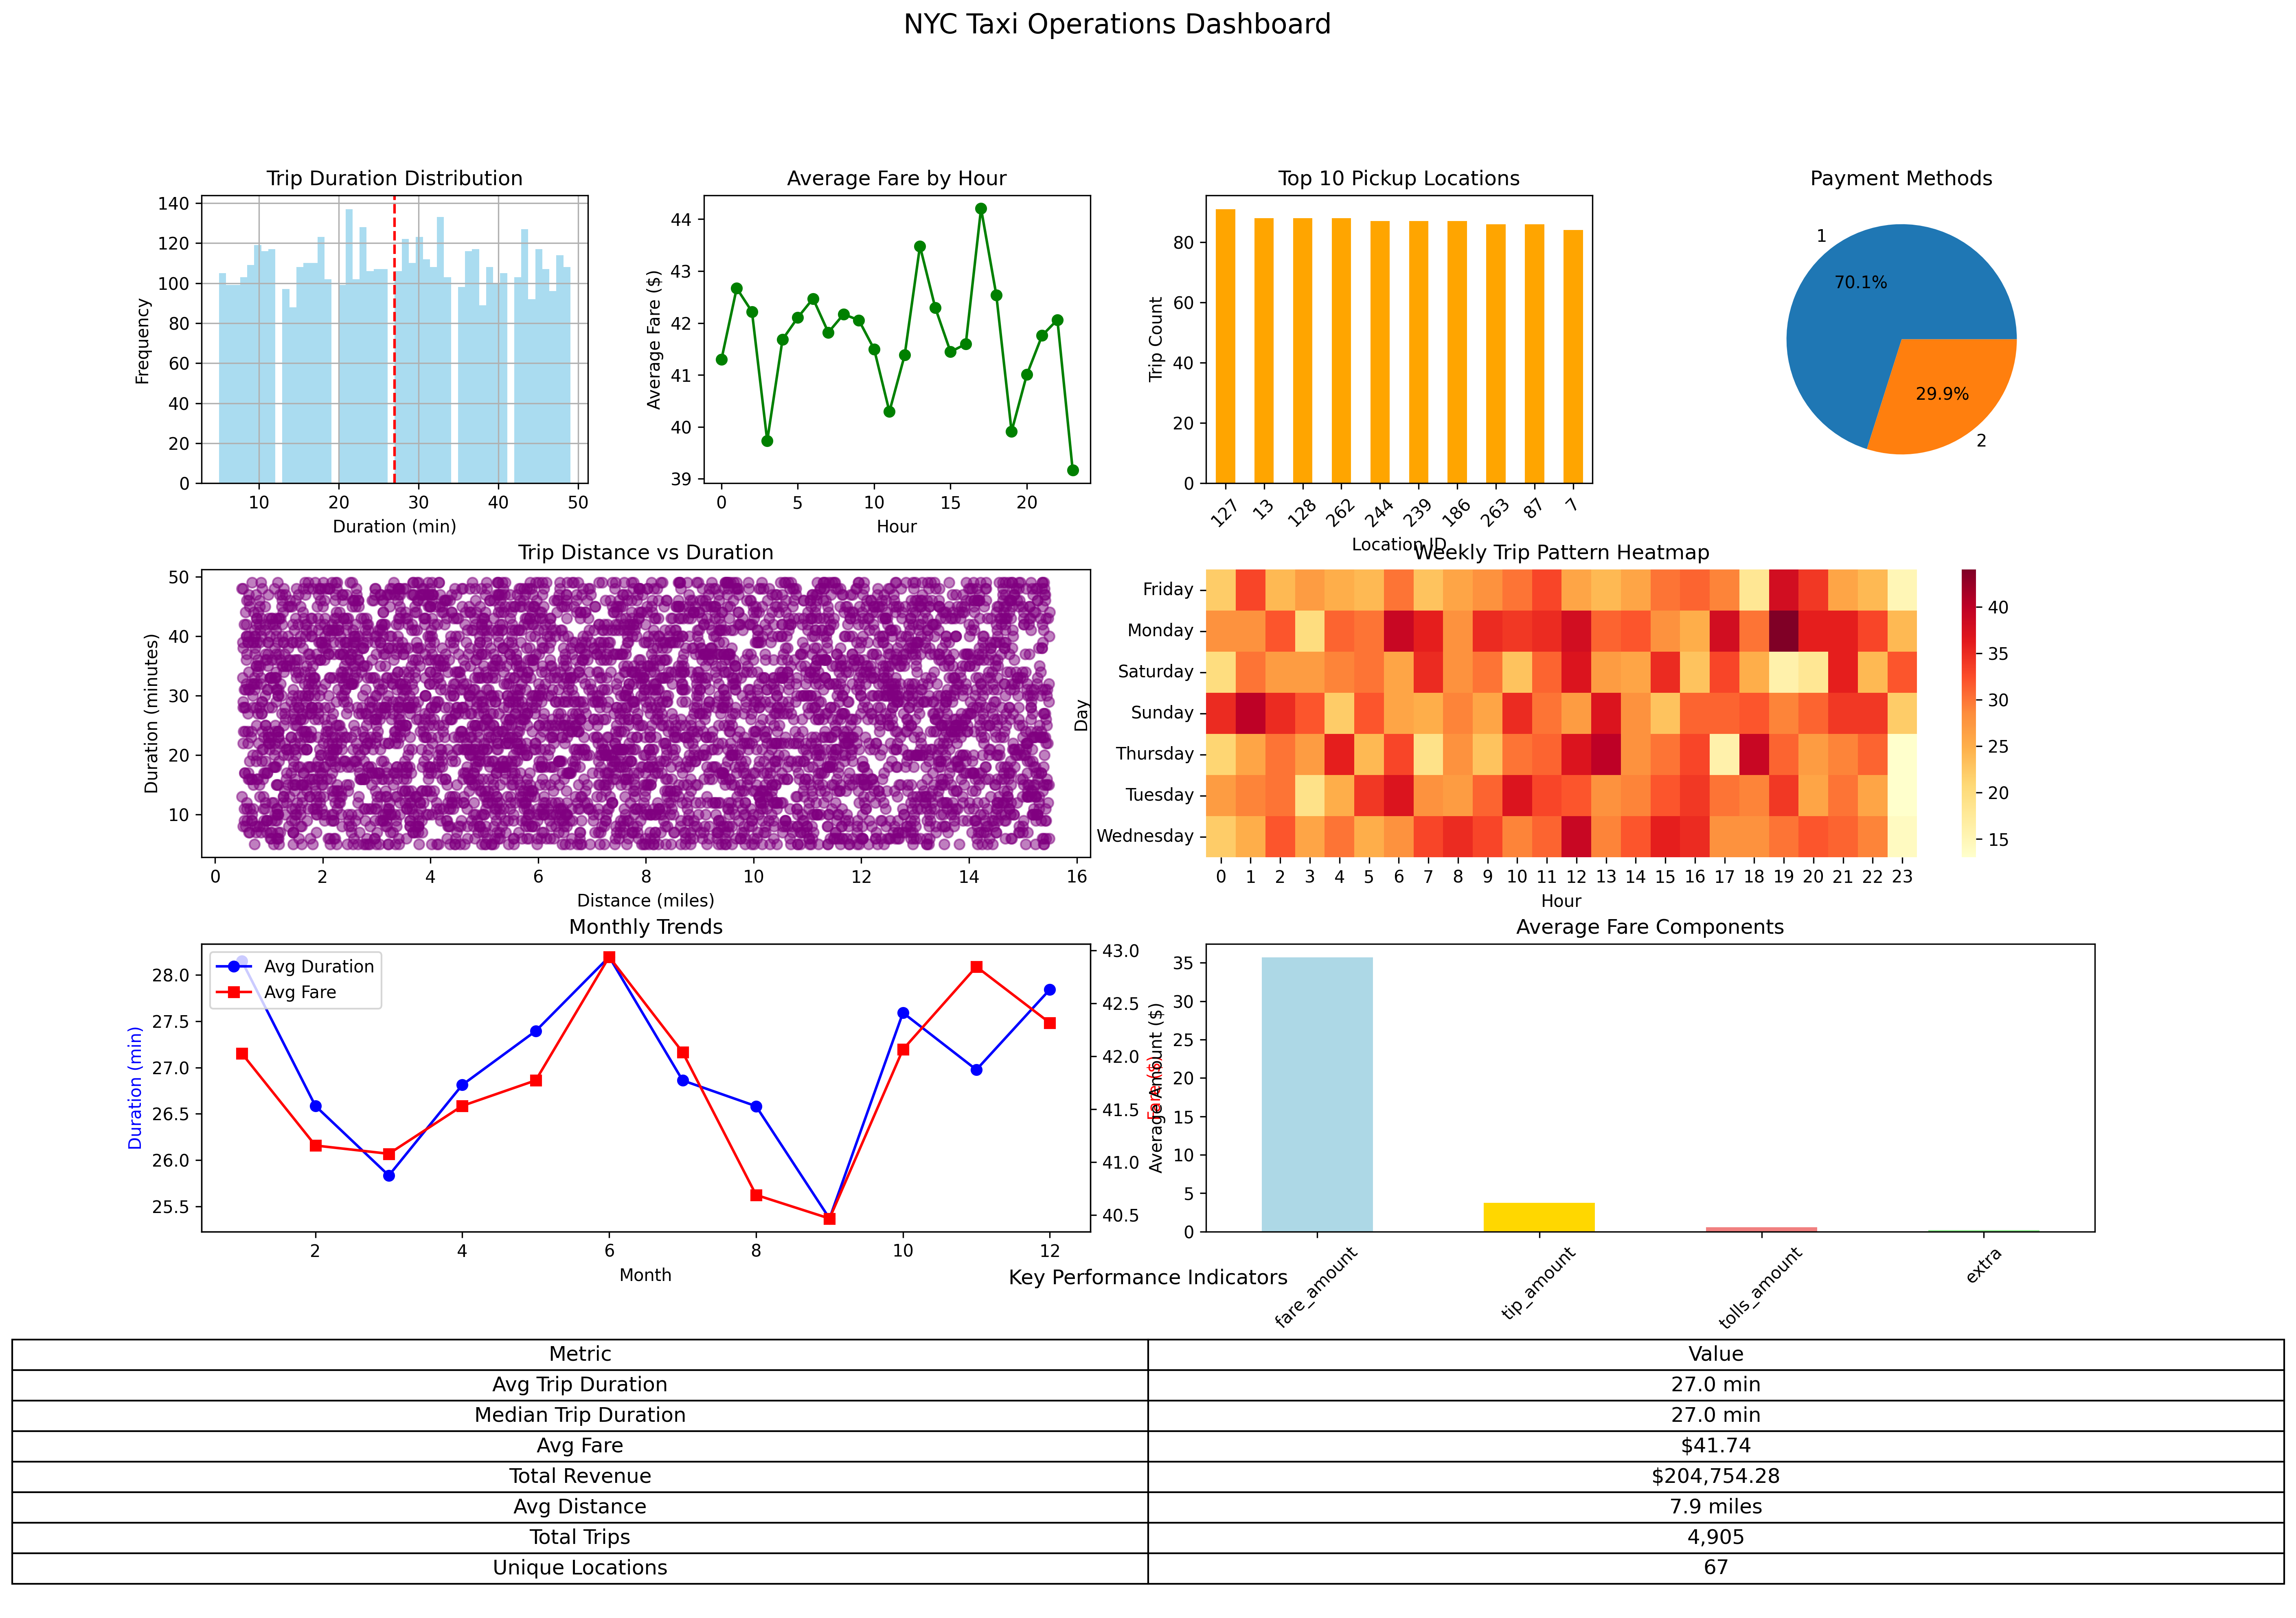 NYC Taxi Operations Dashboard
Trip Duration Distribution
140
120
100
80
60
40
20
0
Frequency
10 20 30 40 50
Duration (min)
Average Fare by Hour
44
43
42
41
40
39
Average Fare ($)
0 5 10 15 20
Hour
Top 10 Pickup Locations
80
60
40
20
0
Trip Count
127 13 128 262 244 239 186 263 87 7
Location ID
Payment Methods
1
70.1%
29.9%
2
Trip Distance vs Duration
50
40
30
20
10
Duration (minutes)
0 2 4 6 8 10 12 14 16
Distance (miles)
Weekly Trip Pattern Heatmap
Day
Friday
Monday
Saturday
Sunday
Thursday
Tuesday
Wednesday
0 1 2 3 4 5 6 7 8 9 10 11 12 13 14 15 16 17 18 19 20 21 22 23
Hour
40
35
30
25
20
15
Monthly Trends
Avg Duration
Avg Fare
28.0
27.5
27.0
26.5
26.0
25.5
Duration (min)
2 4 6 8 10 12
Month
43.0
42.5
42.0
41.5
41.0
40.5
Fare ($)
Average Fare Components
35
30
25
20
15
10
5
0
Average Amount ($)
fare_amount
tip_amount
tolls_amount
extra
Key Performance Indicators
Metric Value
Avg Trip Duration 27.0 min
Median Trip Duration 27.0 min
Avg Fare $41.74
Total Revenue $204,754.28
Avg Distance 7.9 miles
Total Trips 4,905
Unique Locations 67